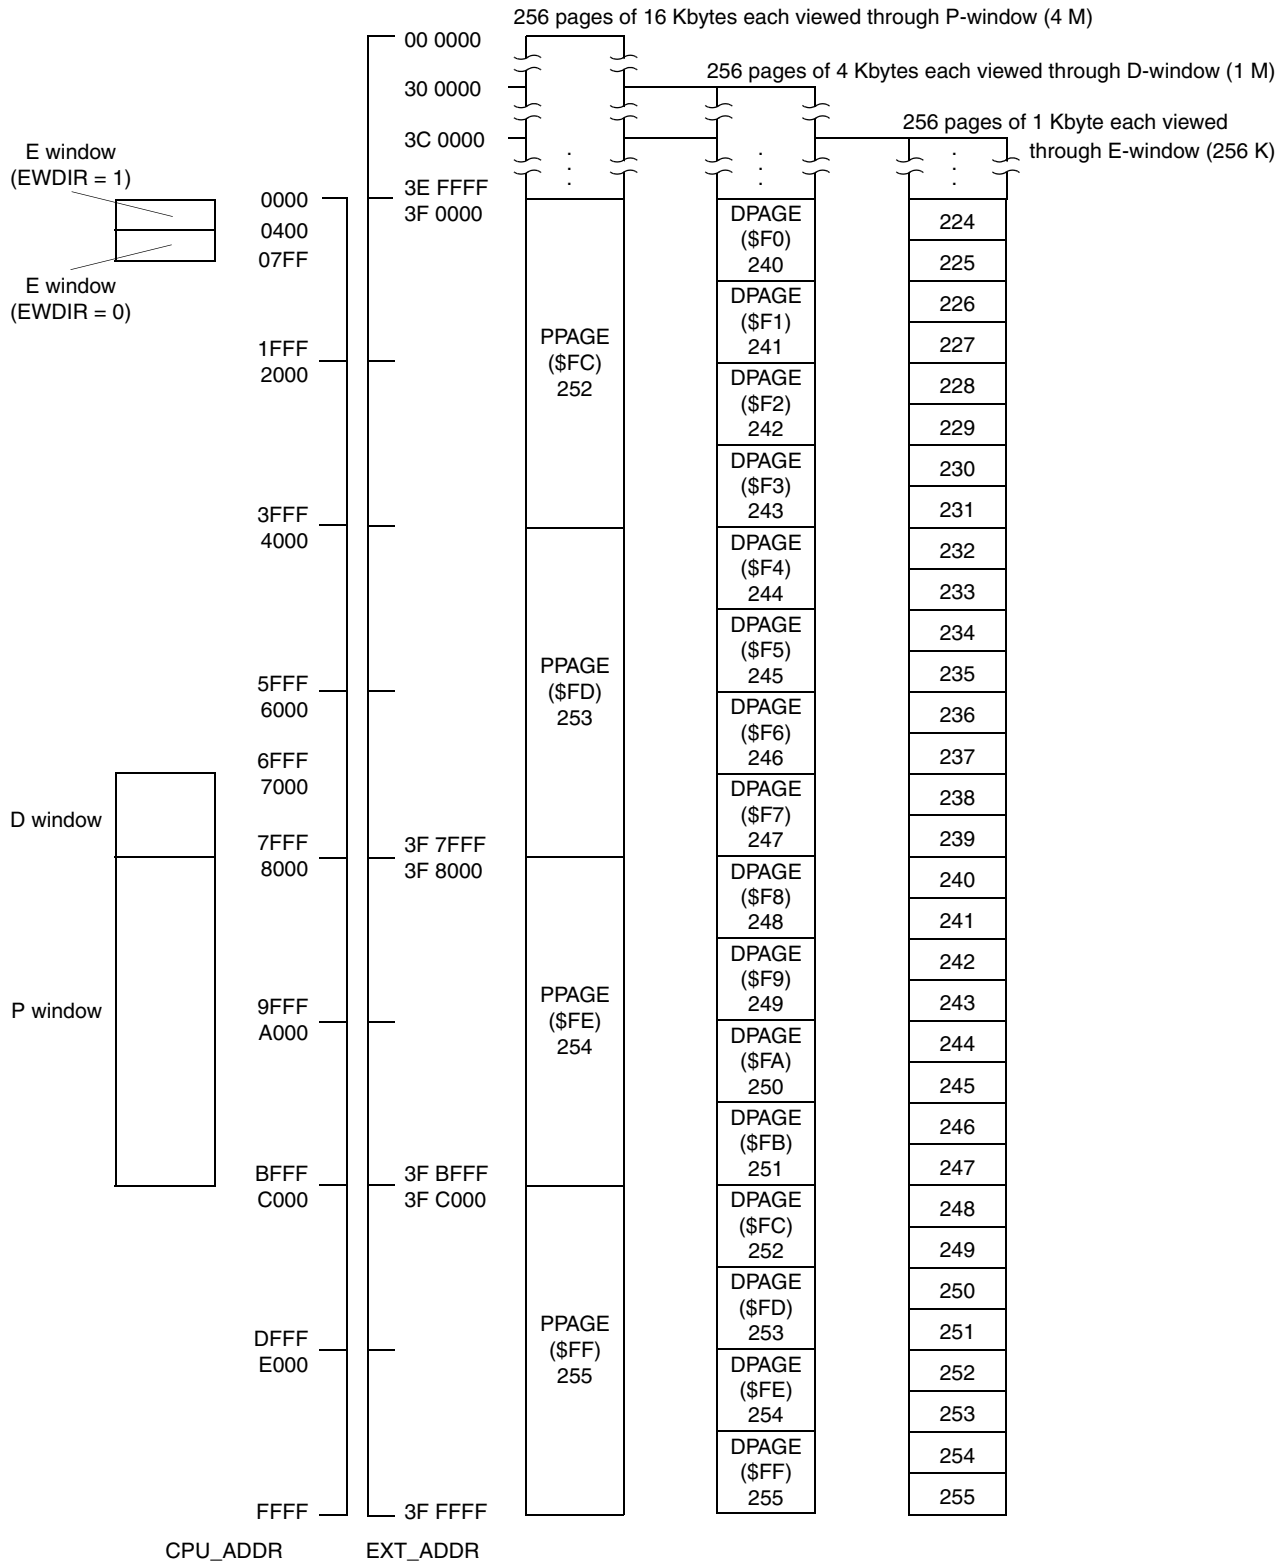 256 pages of 16 Kbytes each viewed through P-window (4 M)
00 0000
256 pages of 4 Kbytes each viewed through D-window (1 M)
30 0000
256 pages of 1 Kbyte each viewed
through E-window (256 K)
3C 0000
E window
(EWDIR = 1)
E window
(EWDIR = 0)
D window
P window
0000
0400
07FF
1FFF
2000
3FFF
4000
5FFF
6000
6FFF
7000
7FFF
8000
9FFF
A000
BFFF
C000
DFFF
E000
FFFF
CPU_ADDR
3E FFFF
3F 0000
3F 7FFF
3F 8000
3F BFFF
3F C000
3F FFFF
EXT_ADDR
PPAGE
($FC)
252
PPAGE
($FD)
253
PPAGE
($FE)
254
PPAGE
($FF)
255
DPAGE
($F0)
240
DPAGE
($F1)
241
DPAGE
($F2)
242
DPAGE
($F3)
243
DPAGE
($F4)
244
DPAGE
($F5)
245
DPAGE
($F6)
246
DPAGE
($F7)
247
DPAGE
($F8)
248
DPAGE
($F9)
249
DPAGE
($FA)
250
DPAGE
($FB)
251
DPAGE
($FC)
252
DPAGE
($FD)
253
DPAGE
($FE)
254
DPAGE
($FF)
255
224
225
226
227
228
229
230
231
232
233
234
235
236
237
238
239
240
241
242
243
244
245
246
247
248
249
250
251
252
253
254
255